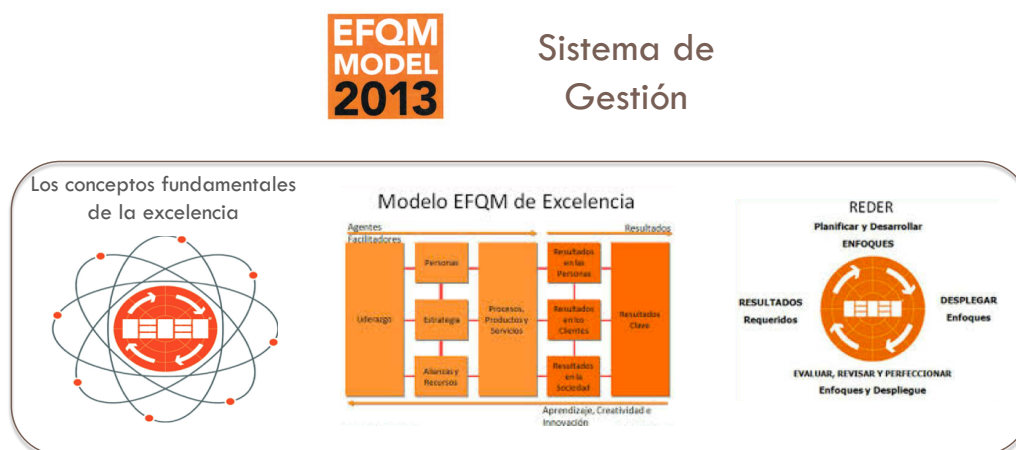 EFQM
MODEL
2013
Sistema de
Gestión
Los conceptos fundamentales
de la excelencia
Modelo EFQM de Excelencia
Agentes
Facilitadores
Resultados
Liderazgo
Personas
Estrategia
Alianzas y
Recursos
Procesos,
Productos y
Servicios
Resultados
en las
Personas
Resultados
en los
Clientes
Resultados
en la
Sociedad
Resultados
Clave
Aprendizaje, Creatividad e
Innovación
REDER
Planificar y Desarrollar
ENFOQUES
RESULTADOS
Requeridos
DESPLEGAR
Enfoques
EVALUAR, REVISAR Y PERFECCIONAR
Enfoques y Despliegue